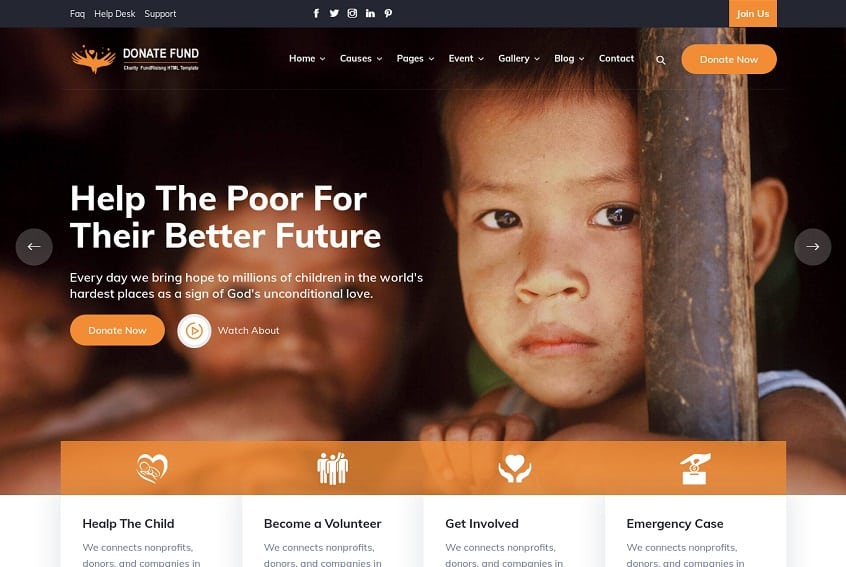 Faq Help Desk Support
Join Us
DONATE FUND
Charity FundRaising HTML Template
Home Causes Pages Event Gallery Blog Contact
Donate Now
Help The Poor For
Their Better Future
Every day we bring hope to millions of children in the world's
hardest places as a sign of God's unconditional love.
Donate Now
Watch About
Healp The Child
We connects nonprofits,
donors, and companies in
Become a Volunteer
We connects nonprofits,
donors, and companies in
Get Involved
We connects nonprofits,
donors, and companies in
Emergency Case
We connects nonprofits,
donors, and companies in